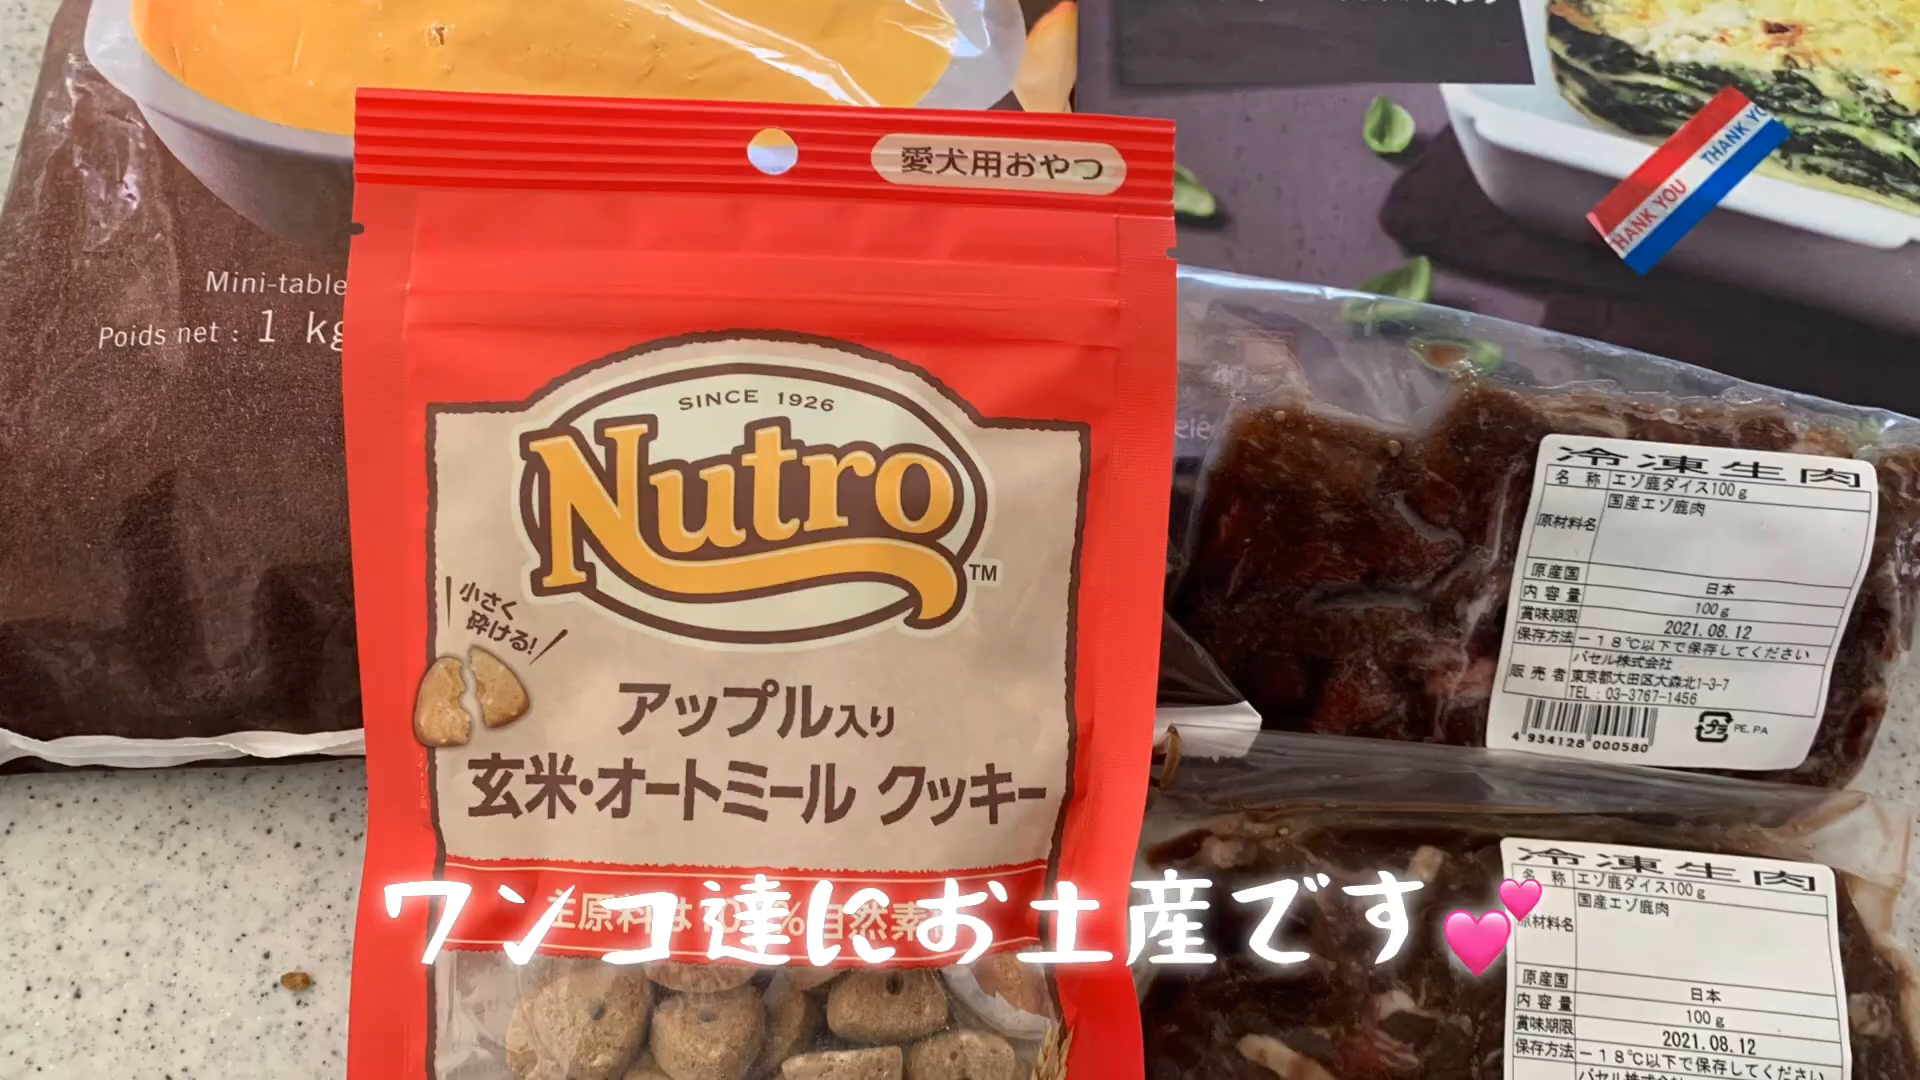 愛犬用おやつ
THANK YOU
THANK YO
HANK YOU
Mini-table
Poids net : 1 kg
SINCE 1926
Nutro
TM
小さく
砕ける!
アップル入り
玄米・オートミール クッキー
ワンコ達にお土産です💕
冷凍生肉
名 称 エゾ鹿ダイス100g
原材料名 国産エゾ鹿肉
原産国 日本
内容量 100g
賞味期限 2021.08.12
保存方法 −18℃以下で保存してください
販売者 パセル株式会社
東京都大田区大森北1-3-7
TEL : 03-3767-1456
4 934128 000580
プラ PE, PA
冷凍生肉
名 称 エゾ鹿ダイス100g
原材料名 国産エゾ鹿肉
原産国 日本
内容量 100g
賞味期限 2021.08.12
保存方法 −18℃以下で保存してください